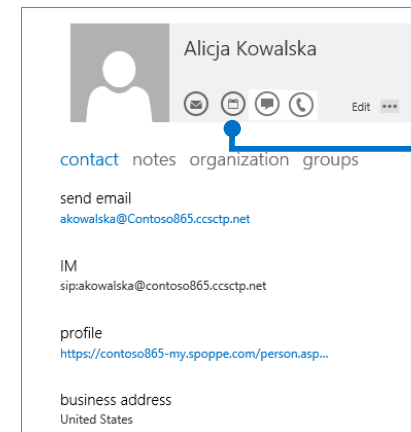 Alicja Kowalska
Edit •••
contact notes organization groups
send email
akowalska@Contoso865.ccsctp.net
IM
sip:akowalska@contoso865.ccsctp.net
profile
https://contoso865-my.spoppe.com/person.asp...
business address
United States